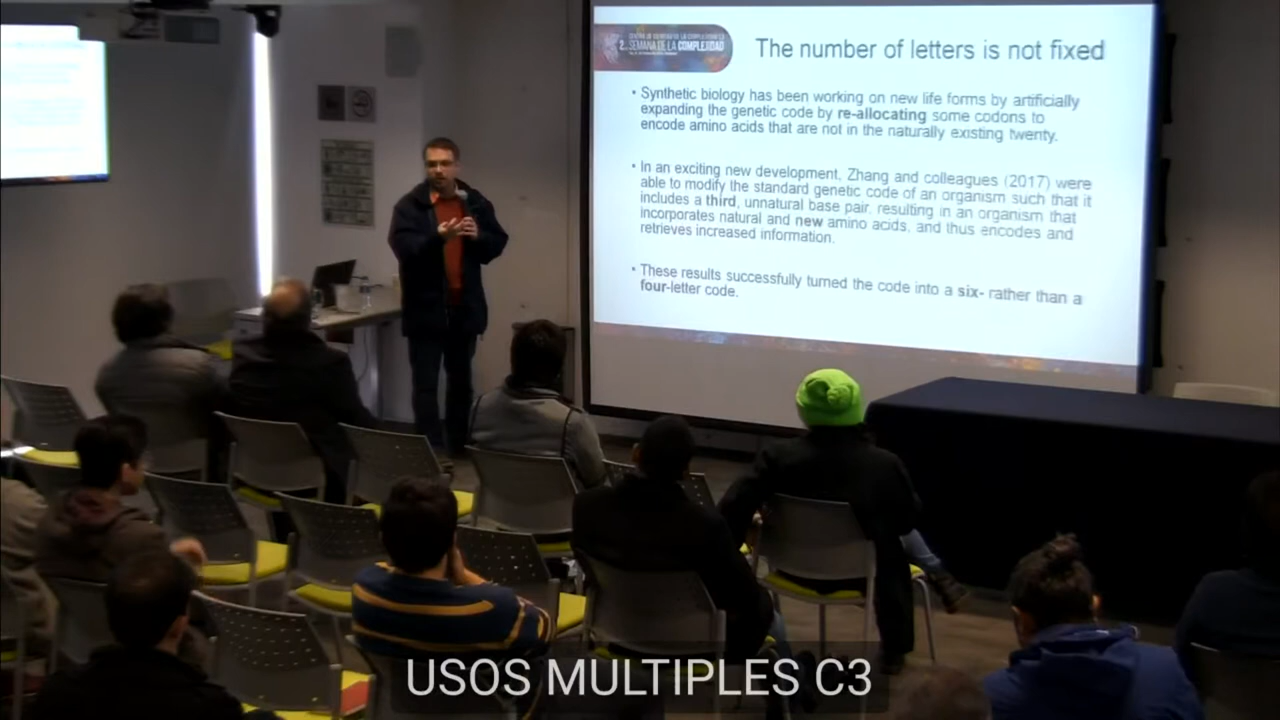 2. SEMANA DE LA COMPLEJIDAD
The number of letters is not fixed
• Synthetic biology has been working on new life forms by artificially
expanding the genetic code by re-allocating some codons to
encode amino acids that are not in the naturally existing twenty.
• In an exciting new development, Zhang and colleagues (2017) were
able to modify the standard genetic code of an organism such that it
includes a third, unnatural base pair, resulting in an organism that
incorporates natural and new amino acids, and thus encodes and
retrieves increased information.
• These results successfully turned the code into a six- rather than a
four-letter code.
USOS MULTIPLES C3